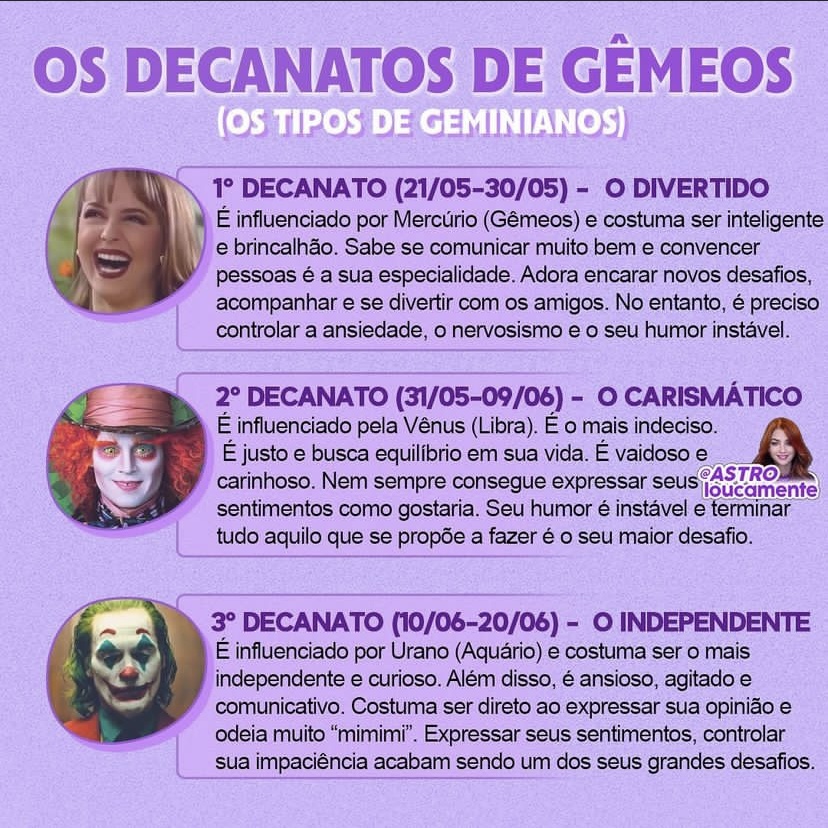 OS DECANATOS DE GÊMEOS
(OS TIPOS DE GEMINIANOS)
1º DECANATO (21/05-30/05) - O DIVERTIDO
É influenciado por Mercúrio (Gêmeos) e costuma ser inteligente
e brincalhão. Sabe se comunicar muito bem e convencer
pessoas é a sua especialidade. Adora encarar novos desafios,
acompanhar e se divertir com os amigos. No entanto, é preciso
controlar a ansiedade, o nervosismo e o seu humor instável.
2º DECANATO (31/05-09/06) - O CARISMÁTICO
É influenciado pela Vênus (Libra). É o mais indeciso.
É justo e busca equilíbrio em sua vida. É vaidoso e
carinhoso. Nem sempre consegue expressar seus
sentimentos como gostaria. Seu humor é instável e terminar
tudo aquilo que se propõe a fazer é o seu maior desafio.
@ASTRO
loucamente
3º DECANATO (10/06-20/06) - O INDEPENDENTE
É influenciado por Urano (Aquário) e costuma ser o mais
independente e curioso. Além disso, é ansioso, agitado e
comunicativo. Costuma ser direto ao expressar sua opinião e
odeia muito “mimimi”. Expressar seus sentimentos, controlar
sua impaciência acabam sendo um dos seus grandes desafios.